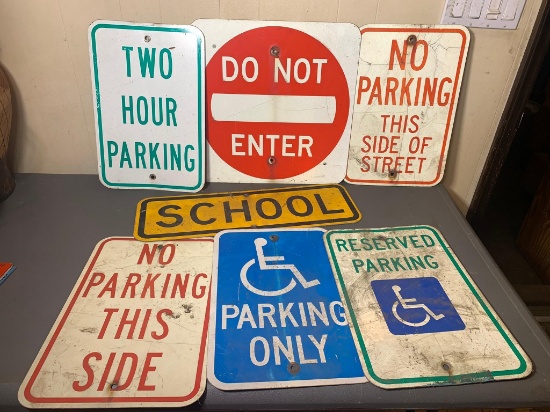 TWO
HOUR
PARKING
DO NOT
ENTER
NO
PARKING
THIS
SIDE OF
STREET
SCHOOL
NO
PARKING
THIS
SIDE
PARKING
ONLY
RESERVED
PARKING